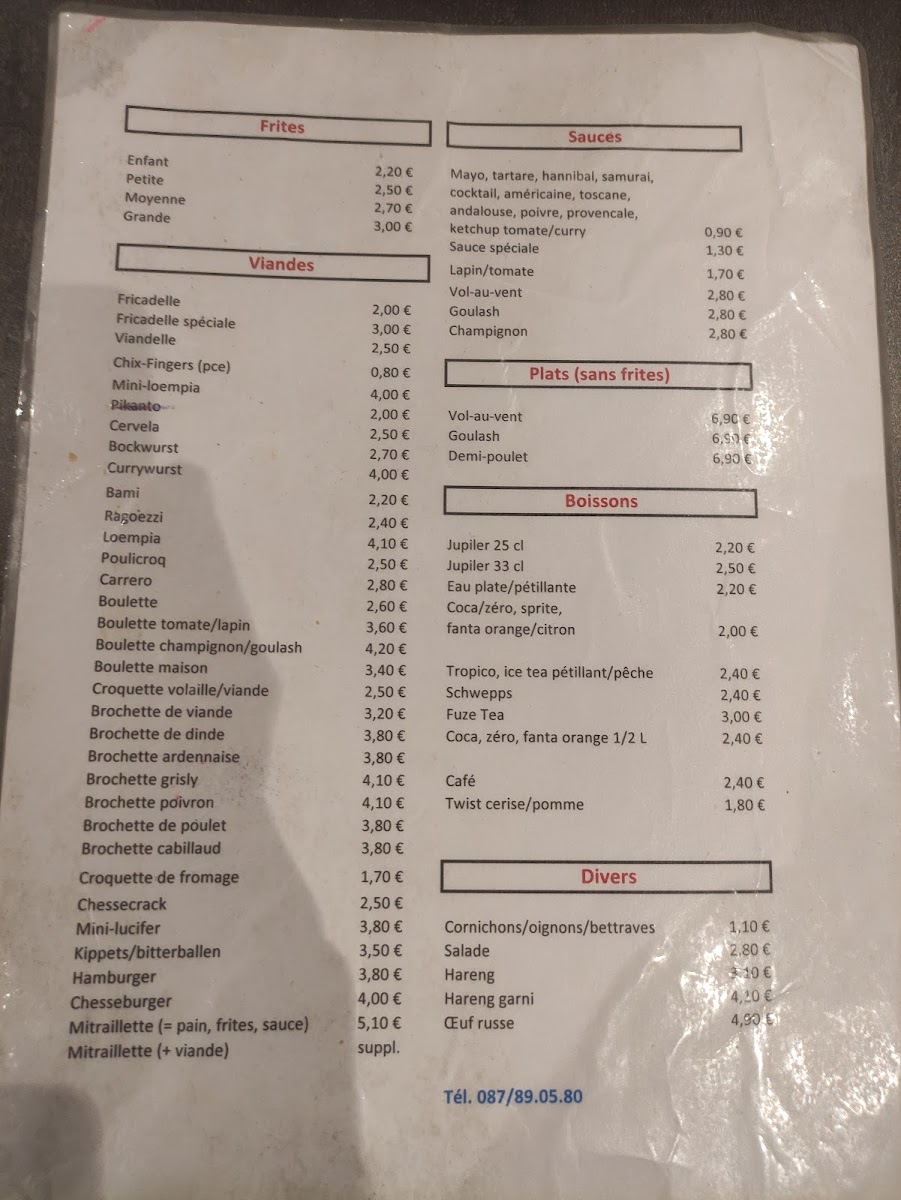 Frites
Enfant 2,20 €
Petite 2,50 €
Moyenne 2,70 €
Grande 3,00 €
Viandes
Fricadelle 2,00 €
Fricadelle spéciale 3,00 €
Viandelle 2,50 €
Chix-Fingers (pce) 0,80 €
Mini-loempia 4,00 €
Pikanto 2,00 €
Cervela 2,50 €
Bockwurst 2,70 €
Currywurst 4,00 €
Bami 2,20 €
Ragoezzi 2,40 €
Loempia 4,10 €
Poulicroq 2,50 €
Carrero 2,80 €
Boulette 2,60 €
Boulette tomate/lapin 3,60 €
Boulette champignon/goulash 4,20 €
Boulette maison 3,40 €
Croquette volaille/viande 2,50 €
Brochette de viande 3,20 €
Brochette de dinde 3,80 €
Brochette ardennaise 3,80 €
Brochette grisly 4,10 €
Brochette poivron 4,10 €
Brochette de poulet 3,80 €
Brochette cabillaud 3,80 €
Croquette de fromage 1,70 €
Chessecrack 2,50 €
Mini-lucifer 3,80 €
Kippets/bitterballen 3,50 €
Hamburger 3,80 €
Chesseburger 4,00 €
Mitraillette (= pain, frites, sauce) 5,10 €
Mitraillette (+ viande) suppl.
Sauces
Mayo, tartare, hannibal, samurai,
cocktail, américaine, toscane,
andalouse, poivre, provencale,
ketchup tomate/curry 0,90 €
Sauce spéciale 1,30 €
Lapin/tomate 1,70 €
Vol-au-vent 2,80 €
Goulash 2,80 €
Champignon 2,80 €
Plats (sans frites)
Vol-au-vent 6,90 €
Goulash 6,90 €
Demi-poulet 6,90 €
Boissons
Jupiler 25 cl 2,20 €
Jupiler 33 cl 2,50 €
Eau plate/pétillante 2,20 €
Coca/zéro, sprite,
fanta orange/citron 2,00 €
Tropico, ice tea pétillant/pêche 2,40 €
Schwepps 2,40 €
Fuze Tea 3,00 €
Coca, zéro, fanta orange 1/2 L 2,40 €
Café 2,40 €
Twist cerise/pomme 1,80 €
Divers
Cornichons/oignons/bettraves 1,10 €
Salade 2,80 €
Hareng 3,10 €
Hareng garni 4,20 €
Œuf russe 4,90 €
Tél. 087/89.05.80